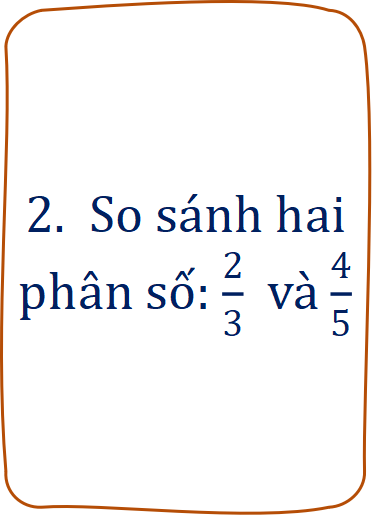 2. So sánh hai
phân số: 2/3 và 4/5